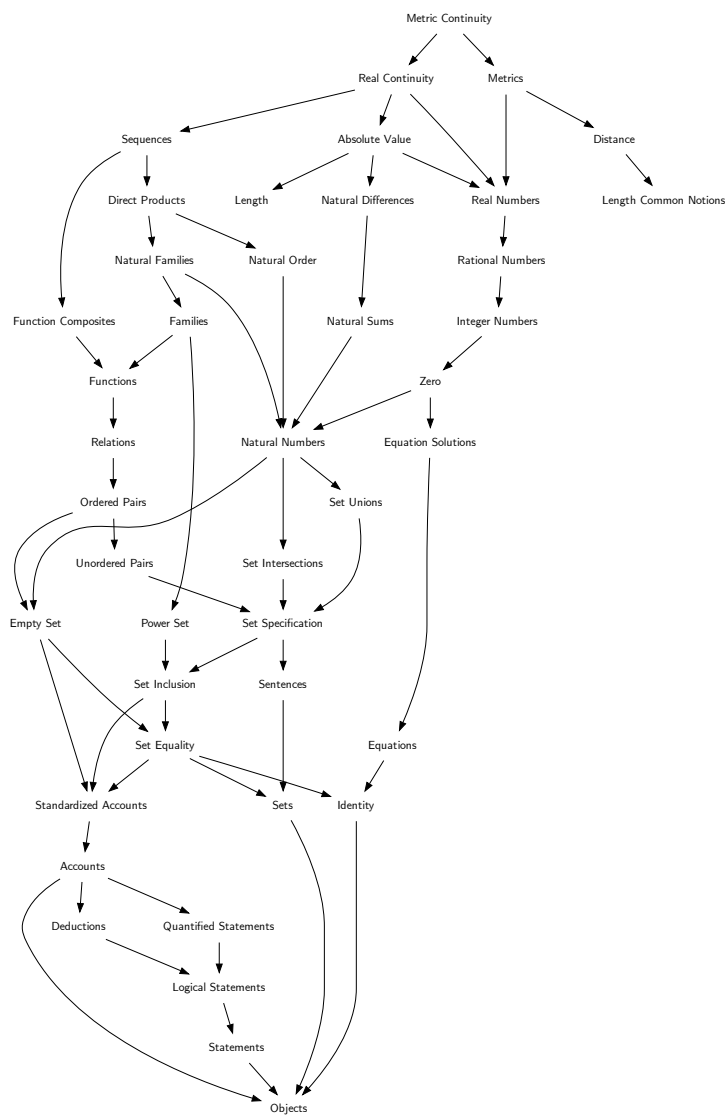 Metric Continuity
Real Continuity Metrics
Sequences Absolute Value Distance
Direct Products Length Natural Differences Real Numbers Length Common Notions
Natural Families Natural Order Rational Numbers
Function Composites Families Natural Sums Integer Numbers
Functions Zero
Relations Natural Numbers Equation Solutions
Ordered Pairs Set Unions
Unordered Pairs Set Intersections
Empty Set Power Set Set Specification
Set Inclusion Sentences
Set Equality Equations
Standardized Accounts Sets Identity
Accounts
Deductions Quantified Statements
Logical Statements
Statements
Objects